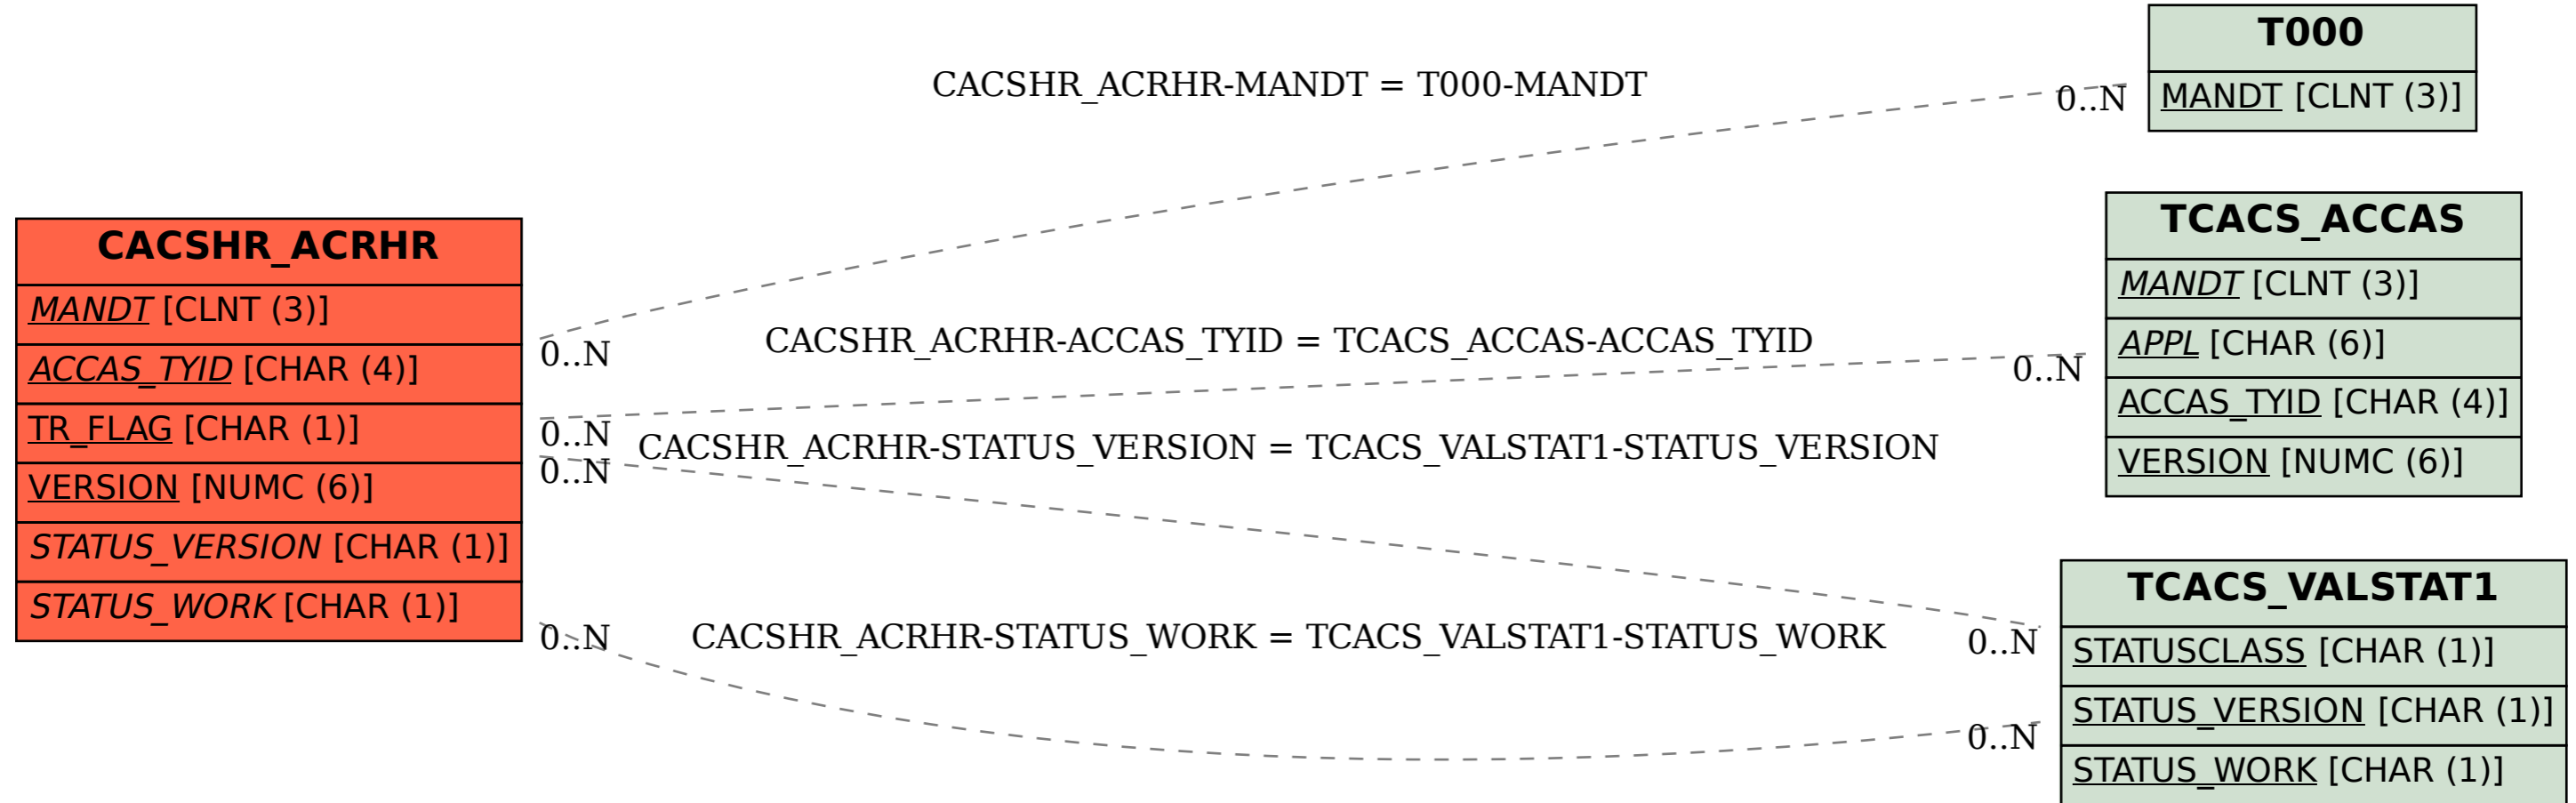 T000
MANDT [CLNT (3)]
CACSHR_ACRHR-MANDT = T000-MANDT
0..N
0..N
CACSHR_ACRHR
MANDT [CLNT (3)]
ACCAS_TYID [CHAR (4)]
TR_FLAG [CHAR (1)]
VERSION [NUMC (6)]
STATUS_VERSION [CHAR (1)]
STATUS_WORK [CHAR (1)]
CACSHR_ACRHR-ACCAS_TYID = TCACS_ACCAS-ACCAS_TYID
0..N
0..N
TCACS_ACCAS
MANDT [CLNT (3)]
APPL [CHAR (6)]
ACCAS_TYID [CHAR (4)]
VERSION [NUMC (6)]
CACSHR_ACRHR-STATUS_VERSION = TCACS_VALSTAT1-STATUS_VERSION
0..N
0..N
CACSHR_ACRHR-STATUS_WORK = TCACS_VALSTAT1-STATUS_WORK
0..N
0..N
TCACS_VALSTAT1
STATUSCLASS [CHAR (1)]
STATUS_VERSION [CHAR (1)]
STATUS_WORK [CHAR (1)]